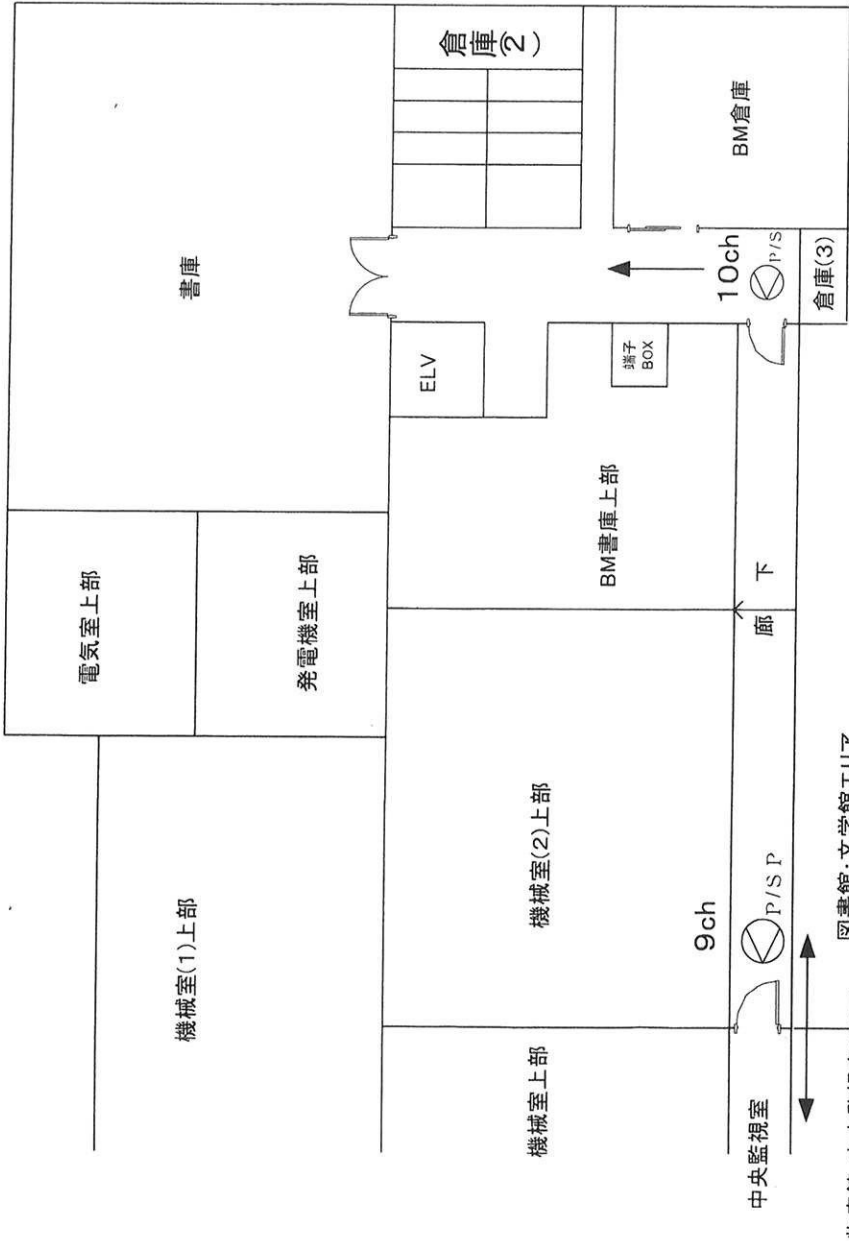 書庫
倉庫(2)
BM倉庫
電気室上部
発電機室上部
ELV
端子
BOX
10ch
P/S
倉庫(3)
BM書庫上部
機械室(1)上部
機械室(2)上部
廊 下
9ch
P/SP
機械室上部
中央監視室
図書館・文学館エリア